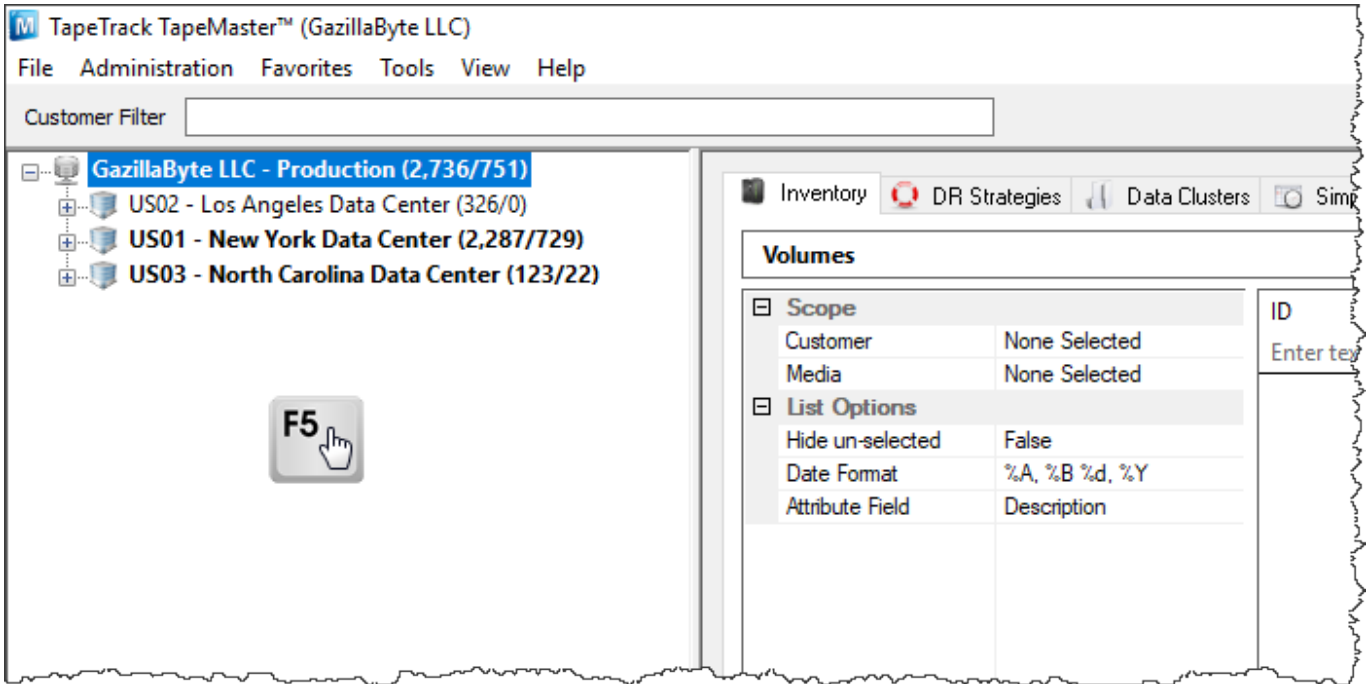 TapeTrack TapeMaster™ (GazillaByte LLC)
File Administration Favorites Tools View Help
Customer Filter
GazillaByte LLC - Production (2,736/751)
US02 - Los Angeles Data Center (326/0)
US01 - New York Data Center (2,287/729)
US03 - North Carolina Data Center (123/22)
F5
Inventory DR Strategies Data Clusters
Volumes
Scope
Customer None Selected
Media None Selected
List Options
Hide un-selected False
Date Format %A, %B %d, %Y
Attribute Field Description
ID
Enter tex